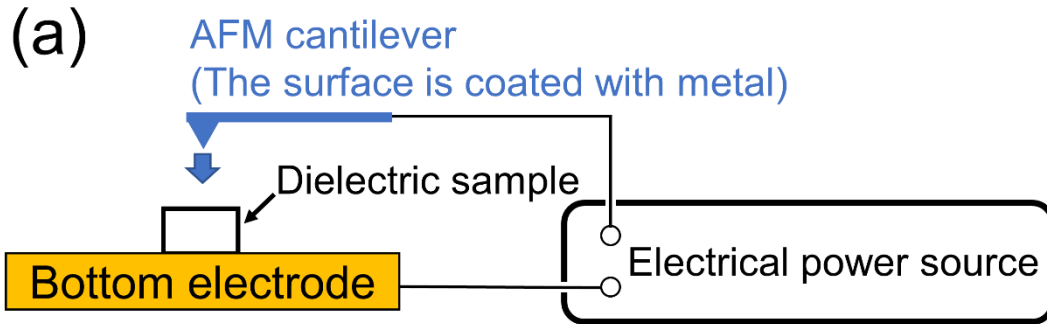 (a)
AFM cantilever
(The surface is coated with metal)
Dielectric sample
Electrical power source
Bottom electrode